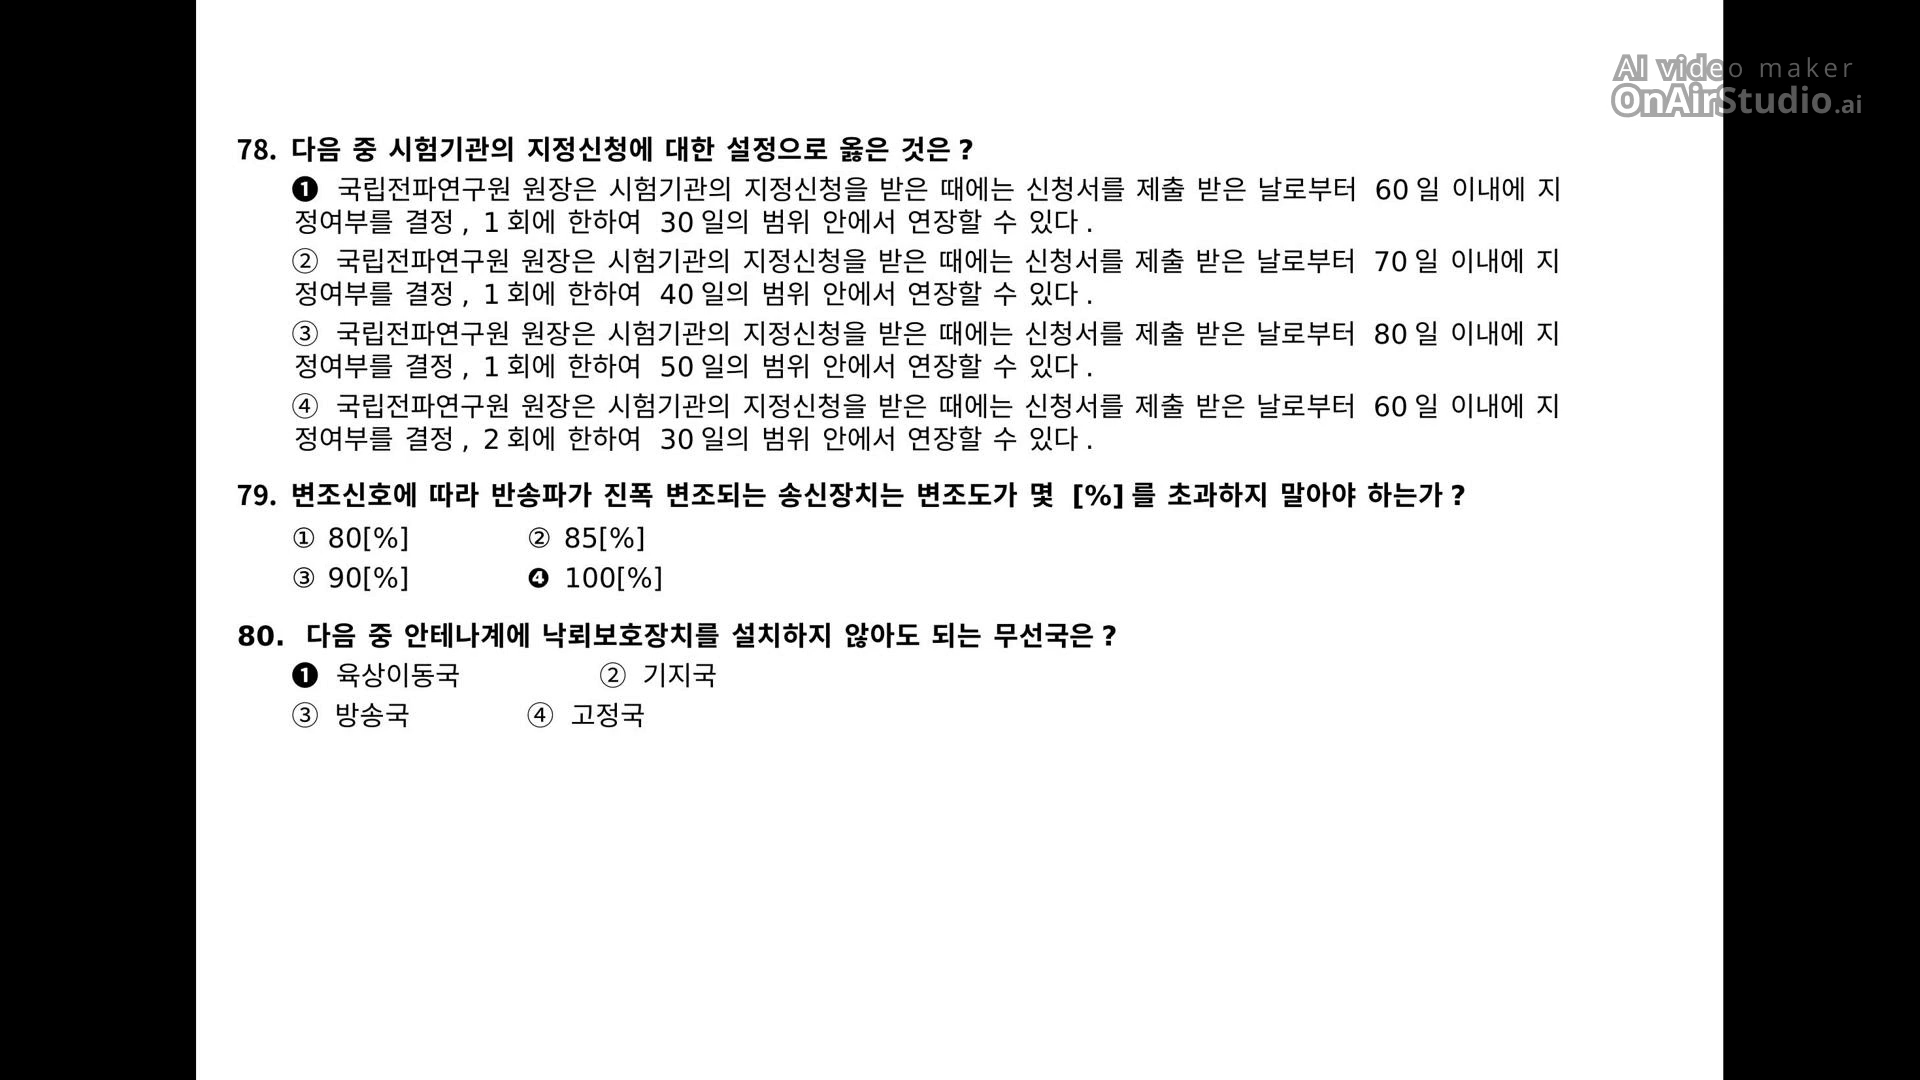 AI video maker
OnAirStudio.ai
78. 다음 중 시험기관의 지정신청에 대한 설정으로 옳은 것은?
❶ 국립전파연구원 원장은 시험기관의 지정신청을 받은 때에는 신청서를 제출 받은 날로부터 60일 이내에 지
정여부를 결정, 1회에 한하여 30일의 범위 안에서 연장할 수 있다.
② 국립전파연구원 원장은 시험기관의 지정신청을 받은 때에는 신청서를 제출 받은 날로부터 70일 이내에 지
정여부를 결정, 1회에 한하여 40일의 범위 안에서 연장할 수 있다.
③ 국립전파연구원 원장은 시험기관의 지정신청을 받은 때에는 신청서를 제출 받은 날로부터 80일 이내에 지
정여부를 결정, 1회에 한하여 50일의 범위 안에서 연장할 수 있다.
④ 국립전파연구원 원장은 시험기관의 지정신청을 받은 때에는 신청서를 제출 받은 날로부터 60일 이내에 지
정여부를 결정, 2회에 한하여 30일의 범위 안에서 연장할 수 있다.
79. 변조신호에 따라 반송파가 진폭 변조되는 송신장치는 변조도가 몇 [%]를 초과하지 말아야 하는가?
① 80[%] ② 85[%]
③ 90[%] ❹ 100[%]
80. 다음 중 안테나계에 낙뢰보호장치를 설치하지 않아도 되는 무선국은?
❶ 육상이동국 ② 기지국
③ 방송국 ④ 고정국